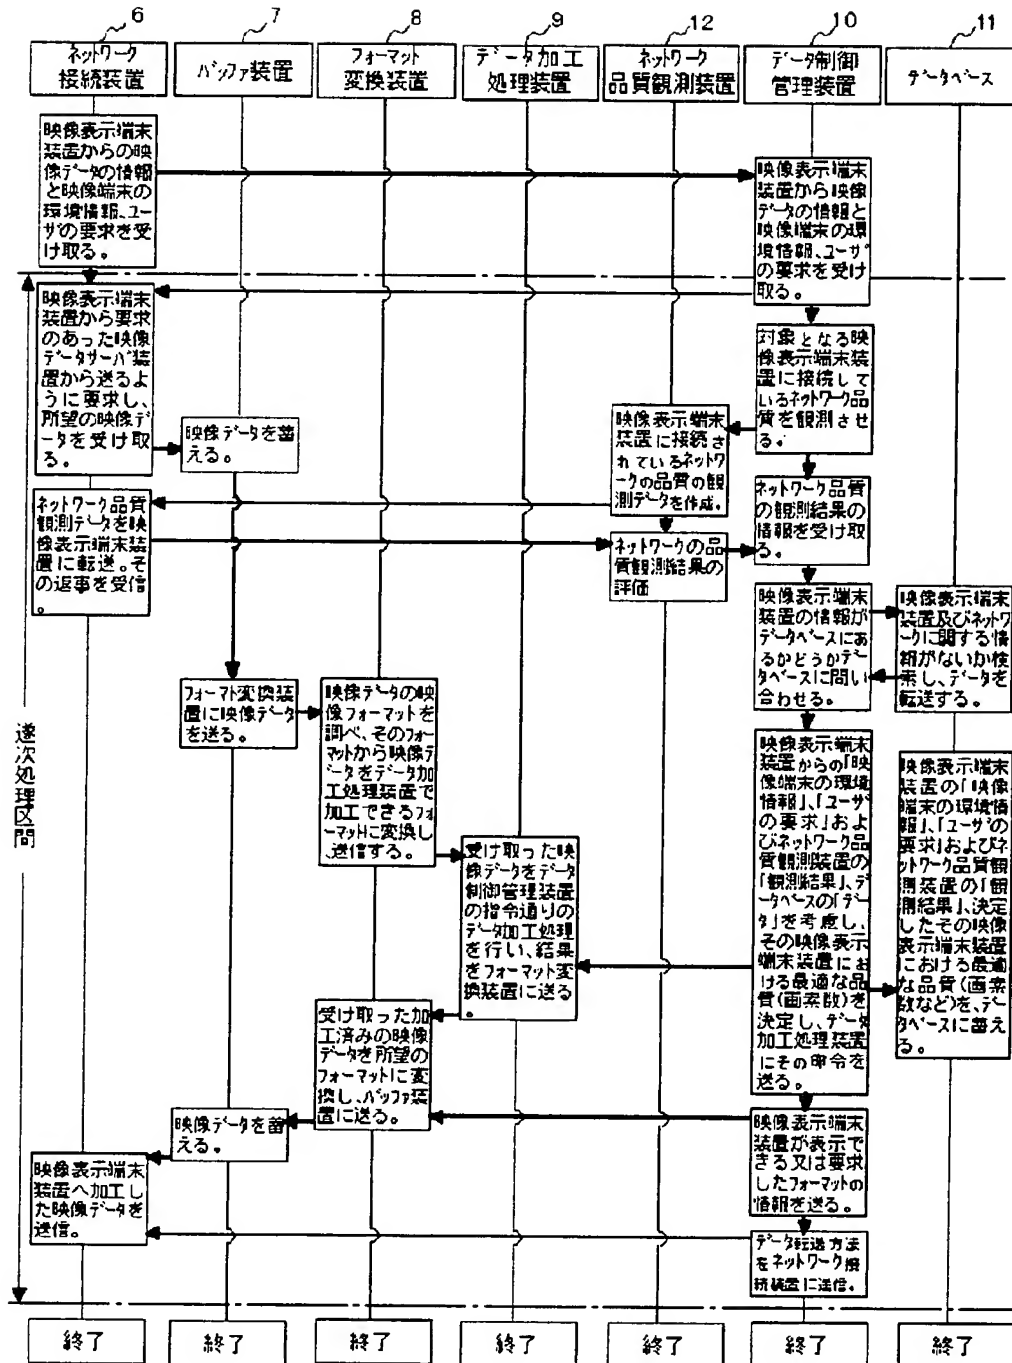 6
7
8
9
12
10
11
ネットワーク
接続装置
バッファ装置
フォーマット
変換装置
データ加工
処理装置
ネットワーク
品質観測装置
データ制御
管理装置
データベース
映像表示端末
装置からの映
像データの情報
と映像端末の
環境情報、ユー
ザの要求を受
け取る。
映像表示端末
装置から映像
データの情報と
映像端末の環
境情報、ユーザ
の要求を受け
取る。
映像表示端末
装置から要求
のあった映像
データサーバ装
置から送るよ
うに要求し、
所望の映像デ
ータを受け取
る。
対象となる映
像表示端末装
置に接続して
いるネットワーク品
質を観測させ
る。
映像データを蓄
える。
映像表示端末
装置に接続さ
れているネットワ
ークの品質の観
測データを作成。
ネットワーク品質
観測データを映
像表示端末装
置に転送。そ
の返事を受信
。
ネットワークの品
質観測結果の
評価
ネットワーク品質
の観測結果の
情報を受け取
る。
映像表示端末
装置の情報が
データベースにあ
るかどうかデー
タベースに問い
合わせる。
映像表示端末
装置及びネットワ
ークに関する情
報がないか検
索し、データを
転送する。
フォーマト変換装
置に映像データ
を送る。
映像データの映
像フォーマットを
調べ、そのフォー
マットから映像デ
ータをデータ加
工処理装置で
加工できるフォー
マットに変換し、
送信する。
映像表示端末
装置からの「映
像端末の環境
情報」、「ユーザ
の要求」およ
びネットワーク品
質観測装置の
「観測結果」、デ
ータベースの「デー
タ」を考慮し、
その映像表示
端末装置にお
ける最適な品
質(画素数)を
決定し、データ
加工処理装置
にその命令を
送る。
映像表示端末
装置の「映像
端末の環境情
報」、「ユーザの
要求」およびネ
ットワーク品質観
測装置の「観
測結果」、決定
したその映像
表示端末装置
における最適
な品質(画素
数など)を、デー
タベースに蓄え
る。
受け取った映
像データをデータ
制御管理装置
の指令通りの
データ加工処理
を行い、結果
をフォーマット変
換装置に送る
。
受け取った加
工済みの映像
データを所望の
フォーマットに変
換し、バッファ装
置に送る。
映像データを蓄
える。
映像表示端末
装置が表示で
きる又は要求
したフォーマットの
情報を送る。
映像表示端末
装置へ加工し
た映像データを
送信。
データ転送方法
をネットワーク接
続装置に送信。
逐次処理区間
終了
終了
終了
終了
終了
終了
終了